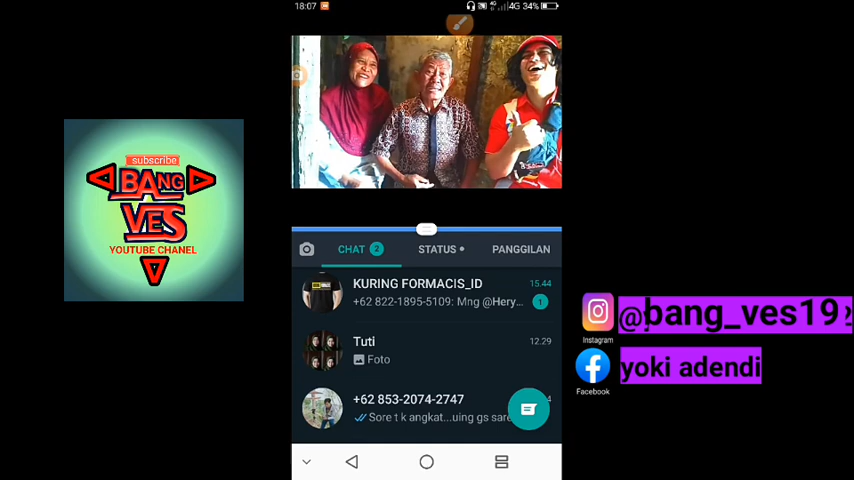 18:07
4G
4G 34%
subscribe
BANG
VES
YOUTUBE CHANEL
CHAT 2
STATUS
PANGGILAN
KURING FORMACIS_ID
15.44
+62 822-1895-5109: Mng @Hery...
1
Tuti
12.29
Foto
+62 853-2074-2747
Sore t k angkat...uing gs sare
@bang_ves19
Instagram
yoki adendi
Facebook